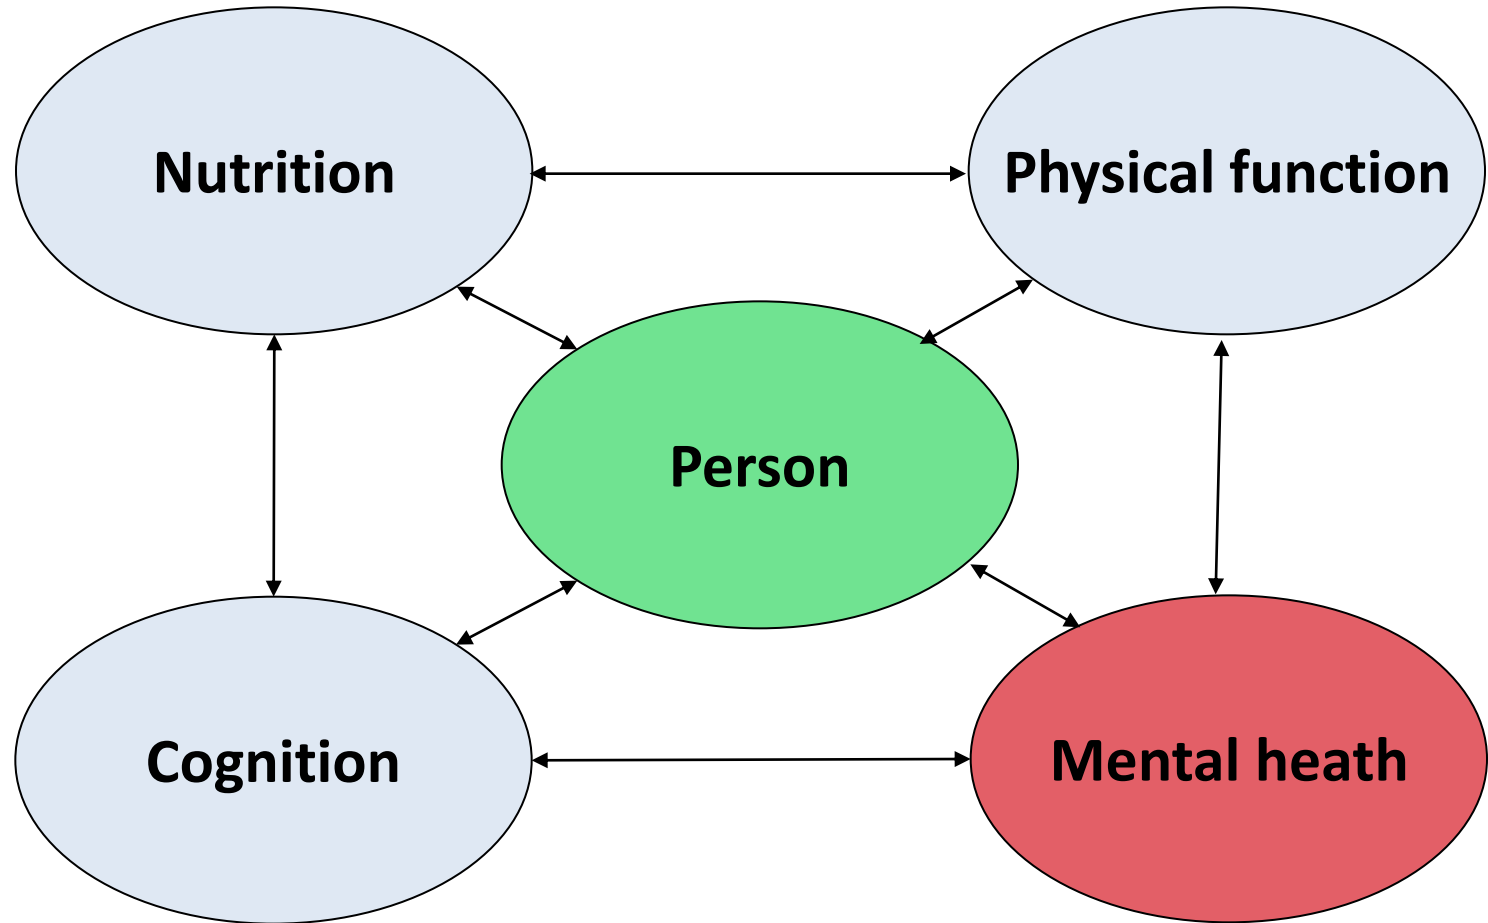 Nutrition
Physical function
Person
Cognition
Mental heath